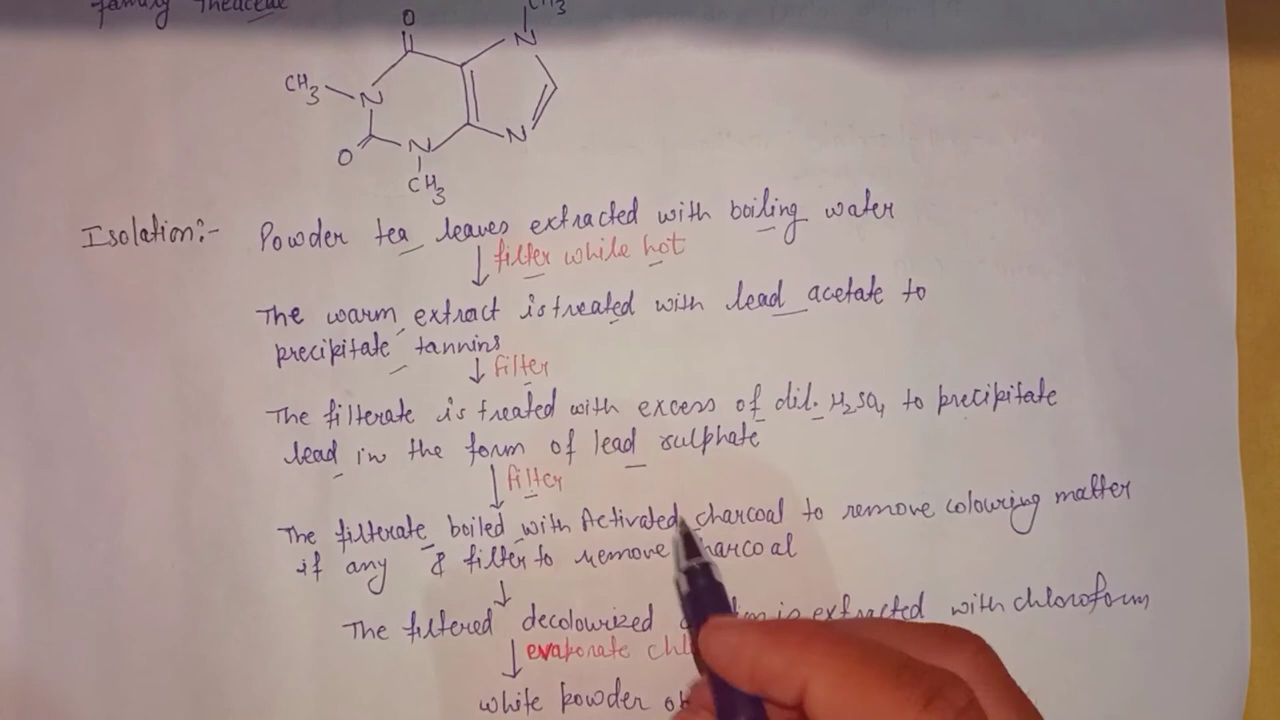 family Theaceae
CH3
O
N
CH3
N
O
N
N
CH3
Isolation:- Powder tea leaves extracted with boiling water
filter while hot
The warm extract is treated with lead acetate to
precipitate tannins
filter
The filterate is treated with excess of dil. H2SO4 to precipitate
lead in the form of lead sulphate
filter
The filterate boiled with Activated charcoal to remove colouring matter
if any & filter to remove charcoal
The filtered decolourized is extracted with chloroform
evaporate
white powder